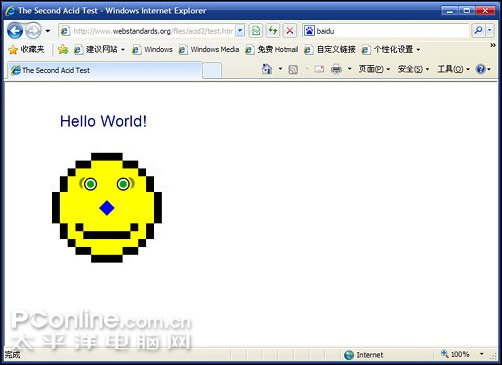 The Second Acid Test - Windows Internet Explorer
http://www.webstandards.org/files/acid2/test.htm
baidu
收藏夹 建议网站 Windows Windows Media 免费 Hotmail 自定义链接 个性化设置
The Second Acid Test
页面(P) 安全(S) 工具(O)
Hello World!
PConline.com.cn
太平洋电脑网
完成 Internet 100%